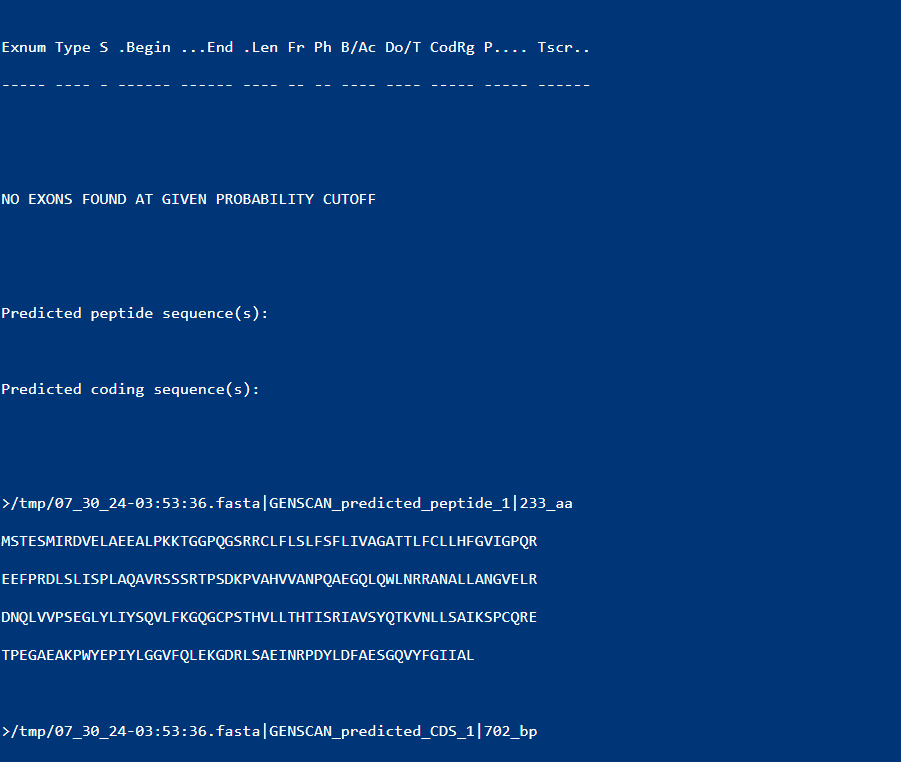 Exnum Type S .Begin ...End .Len Fr Ph B/Ac Do/T CodRg P.... Tscr..
----- ---- - ------ ------ ---- -- -- ---- ---- ----- ----- ------
NO EXONS FOUND AT GIVEN PROBABILITY CUTOFF
Predicted peptide sequence(s):
Predicted coding sequence(s):
>/tmp/07_30_24-03:53:36.fasta|GENSCAN_predicted_peptide_1|233_aa
MSTESMIRDVELAEEALPKKTGGPQGSRRCLFLSLFSFLIVAGATTLFCLLHFGVIGPQR
EEFPRDLSLISPLAQAVRSSSRTPSDKPVAHVVANPQAEGQLQWLNRRANALLANGVELR
DNQLVVPSEGLYLIYSQVLFKGQGCPSTHVLLTHTISRIAVSYQTKVNLLSAIKSPCQRE
TPEGAEAKPWYEPIYLGGVFQLEKGDRLSAEINRPDYLDFAESGQVYFGIIAL
>/tmp/07_30_24-03:53:36.fasta|GENSCAN_predicted_CDS_1|702_bp